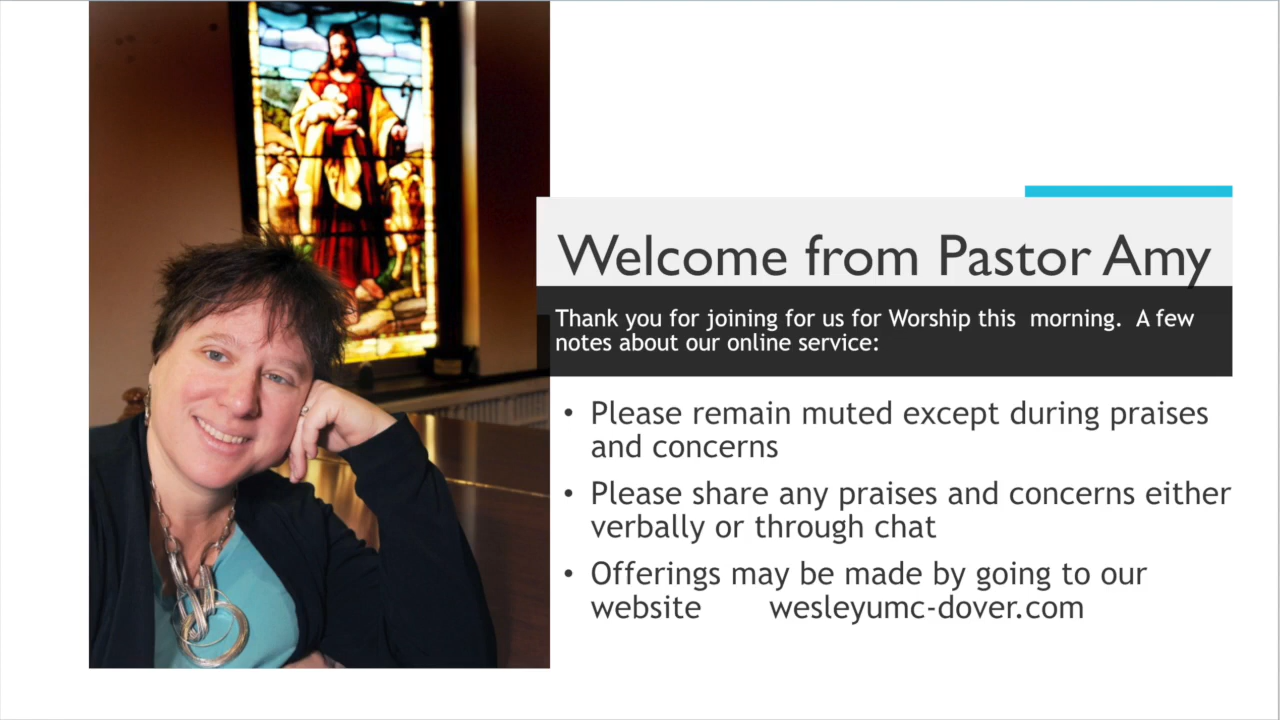 Welcome from Pastor Amy
Thank you for joining for us for Worship this  morning.  A few
notes about our online service:
• Please remain muted except during praises
and concerns
• Please share any praises and concerns either
verbally or through chat
• Offerings may be made by going to our
website wesleyumc-dover.com